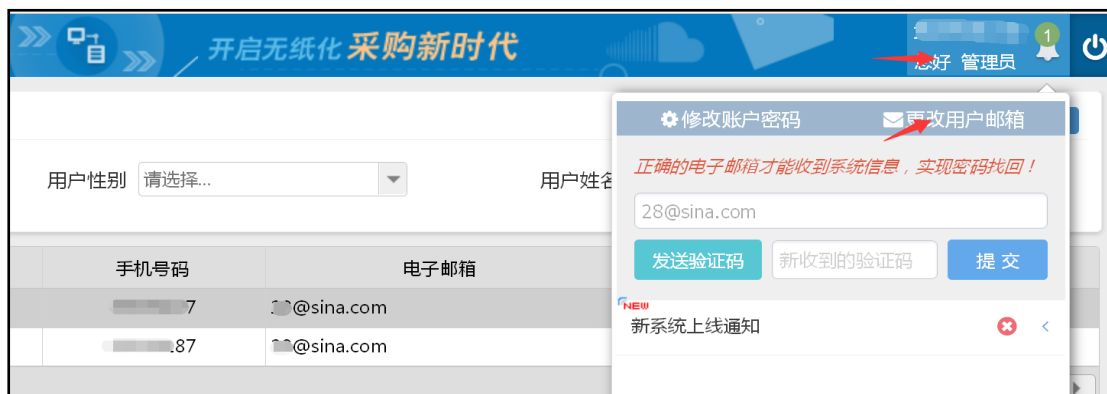 开启无纸化 采购新时代
1
您好 管理员
修改账户密码
更改用户邮箱
正确的电子邮箱才能收到系统信息，实现密码找回！
用户性别
请选择...
用户姓名
28@sina.com
发送验证码
新收到的验证码
提 交
手机号码
电子邮箱
7
@sina.com
NEW
新系统上线通知
87
@sina.com